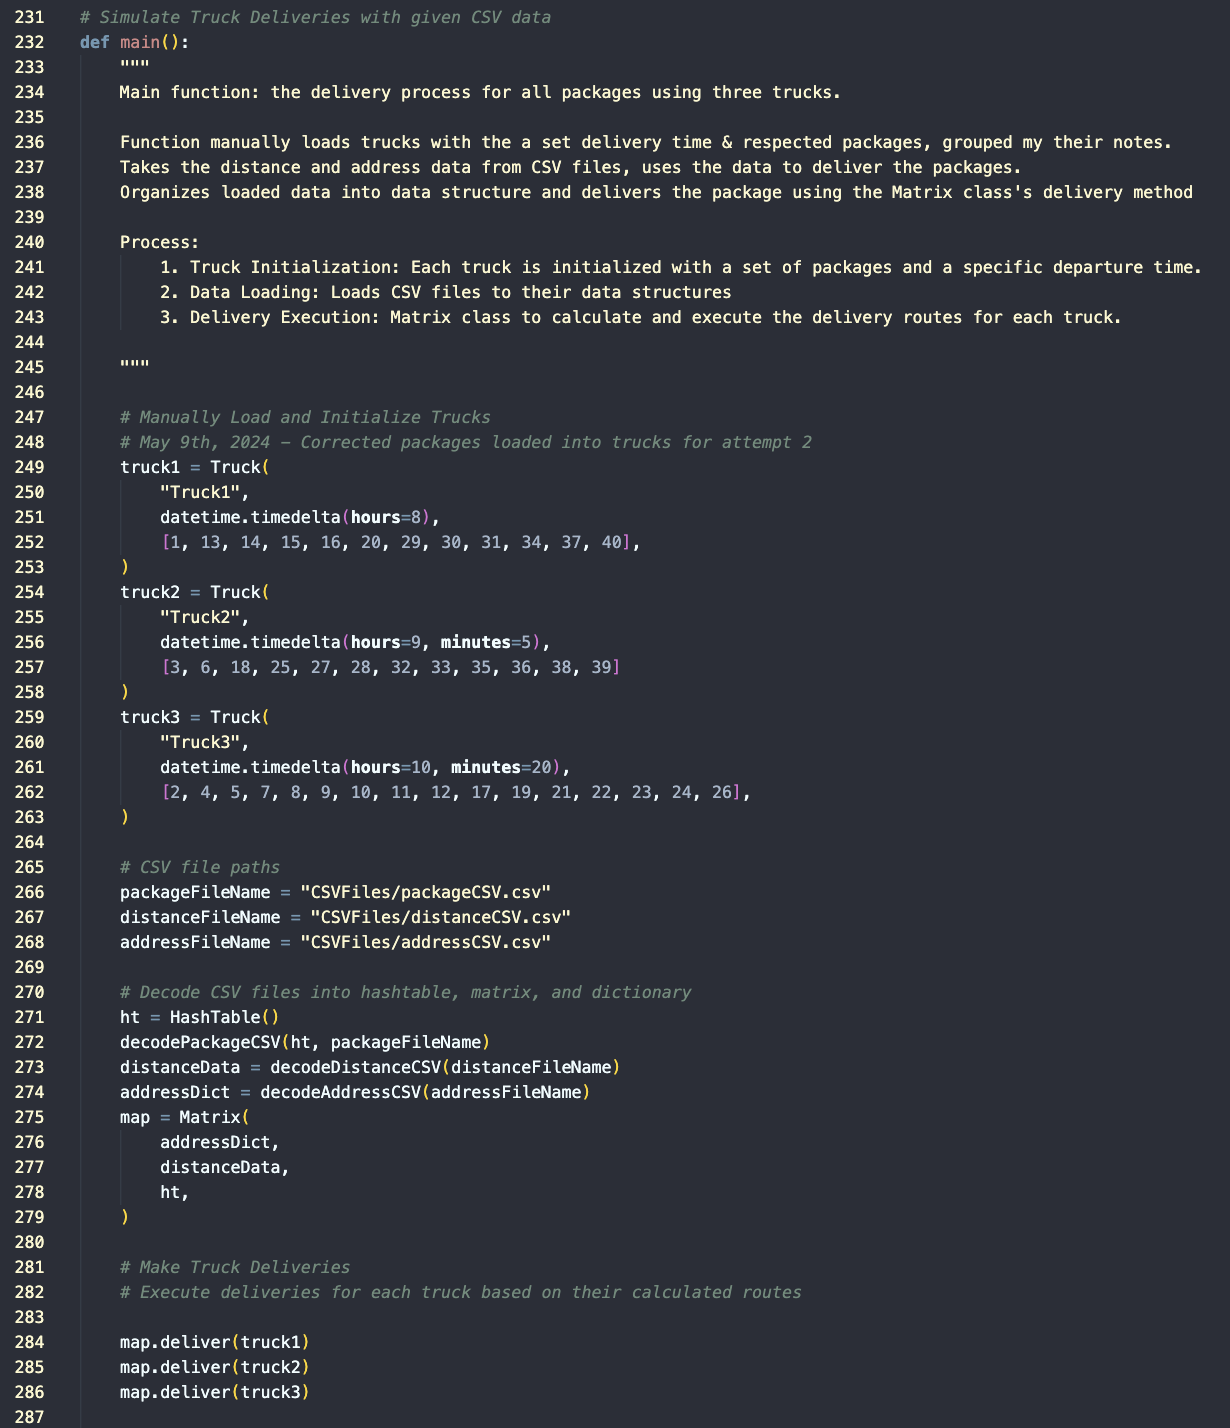 231 # Simulate Truck Deliveries with given CSV data
232 def main():
233     """
234     Main function: the delivery process for all packages using three trucks.
235
236     Function manually loads trucks with the a set delivery time & respected packages, grouped my their notes.
237     Takes the distance and address data from CSV files, uses the data to deliver the packages.
238     Organizes loaded data into data structure and delivers the package using the Matrix class's delivery method
239
240     Process:
241         1. Truck Initialization: Each truck is initialized with a set of packages and a specific departure time.
242         2. Data Loading: Loads CSV files to their data structures
243         3. Delivery Execution: Matrix class to calculate and execute the delivery routes for each truck.
244
245     """
246
247     # Manually Load and Initialize Trucks
248     # May 9th, 2024 – Corrected packages loaded into trucks for attempt 2
249     truck1 = Truck(
250         "Truck1",
251         datetime.timedelta(hours=8),
252         [1, 13, 14, 15, 16, 20, 29, 30, 31, 34, 37, 40],
253     )
254     truck2 = Truck(
255         "Truck2",
256         datetime.timedelta(hours=9, minutes=5),
257         [3, 6, 18, 25, 27, 28, 32, 33, 35, 36, 38, 39]
258     )
259     truck3 = Truck(
260         "Truck3",
261         datetime.timedelta(hours=10, minutes=20),
262         [2, 4, 5, 7, 8, 9, 10, 11, 12, 17, 19, 21, 22, 23, 24, 26],
263     )
264
265     # CSV file paths
266     packageFileName = "CSVFiles/packageCSV.csv"
267     distanceFileName = "CSVFiles/distanceCSV.csv"
268     addressFileName = "CSVFiles/addressCSV.csv"
269
270     # Decode CSV files into hashtable, matrix, and dictionary
271     ht = HashTable()
272     decodePackageCSV(ht, packageFileName)
273     distanceData = decodeDistanceCSV(distanceFileName)
274     addressDict = decodeAddressCSV(addressFileName)
275     map = Matrix(
276         addressDict,
277         distanceData,
278         ht,
279     )
280
281     # Make Truck Deliveries
282     # Execute deliveries for each truck based on their calculated routes
283
284     map.deliver(truck1)
285     map.deliver(truck2)
286     map.deliver(truck3)
287